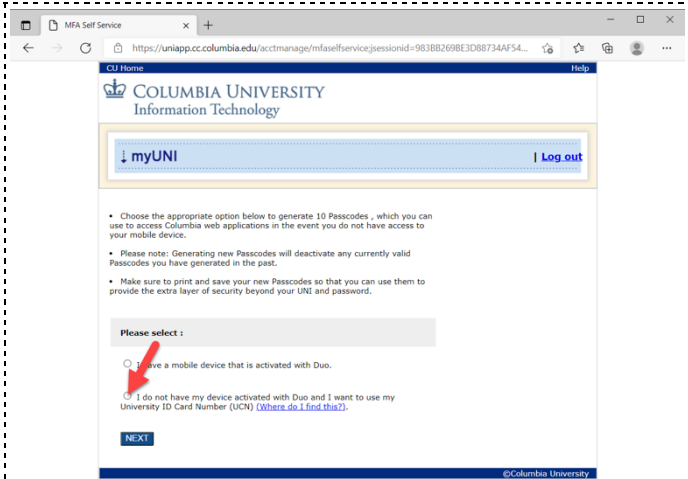 MFA Self Service
https://uniapp.cc.columbia.edu/acctmanage/mfaselfservice;jsessionid=983BB269BE3D88734AF54...
CU Home Help
COLUMBIA UNIVERSITY
Information Technology
myUNI | Log out
• Choose the appropriate option below to generate 10 Passcodes , which you can
use to access Columbia web applications in the event you do not have access to
your mobile device.
• Please note: Generating new Passcodes will deactivate any currently valid
Passcodes you have generated in the past.
• Make sure to print and save your new Passcodes so that you can use them to
provide the extra layer of security beyond your UNI and password.
Please select :
I have a mobile device that is activated with Duo.
I do not have my device activated with Duo and I want to use my
University ID Card Number (UCN) (Where do I find this?).
NEXT
©Columbia University